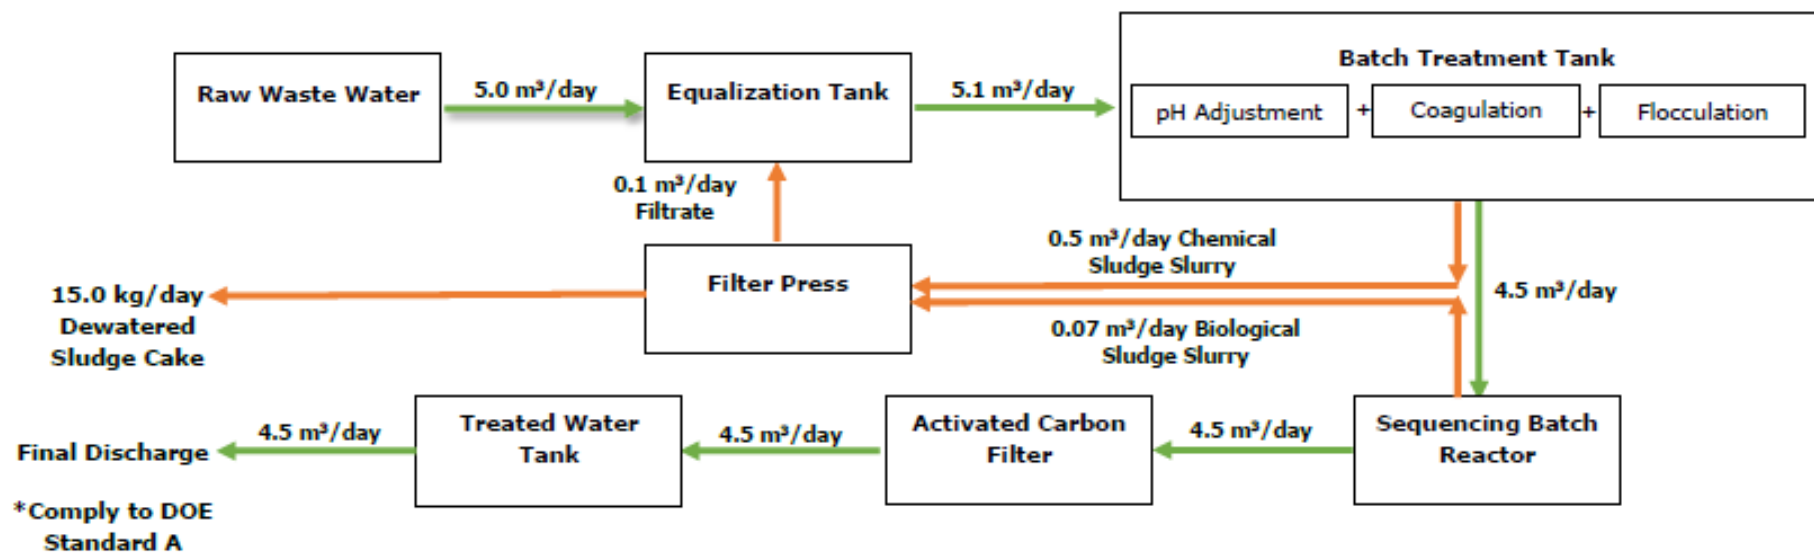 Raw Waste Water
5.0 m³/day
Equalization Tank
5.1 m³/day
Batch Treatment Tank
pH Adjustment
+
Coagulation
+
Flocculation
0.1 m³/day
Filtrate
0.5 m³/day Chemical
Sludge Slurry
Filter Press
15.0 kg/day
Dewatered
Sludge Cake
4.5 m³/day
0.07 m³/day Biological
Sludge Slurry
Sequencing Batch
Reactor
4.5 m³/day
Activated Carbon
Filter
4.5 m³/day
Treated Water
Tank
4.5 m³/day
Final Discharge
*Comply to DOE
Standard A